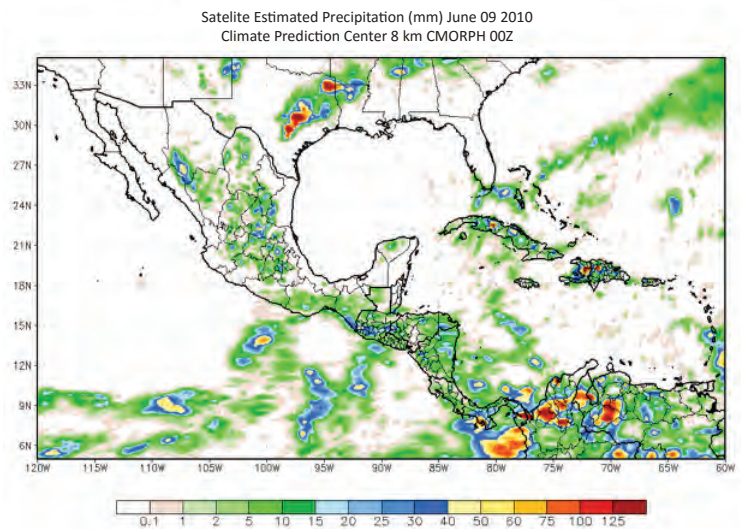 Satelite Estimated Precipitation (mm) June 09 2010
Climate Prediction Center 8 km CMORPH 00Z
33N
30N
27N
24N
21N
18N
15N
12N
9N
6N
120W 115W 110W 105W 100W 95W 90W 85W 80W 75W 70W 65W 60W
0.1 1 2 5 10 15 20 25 30 40 50 60 75 100 125